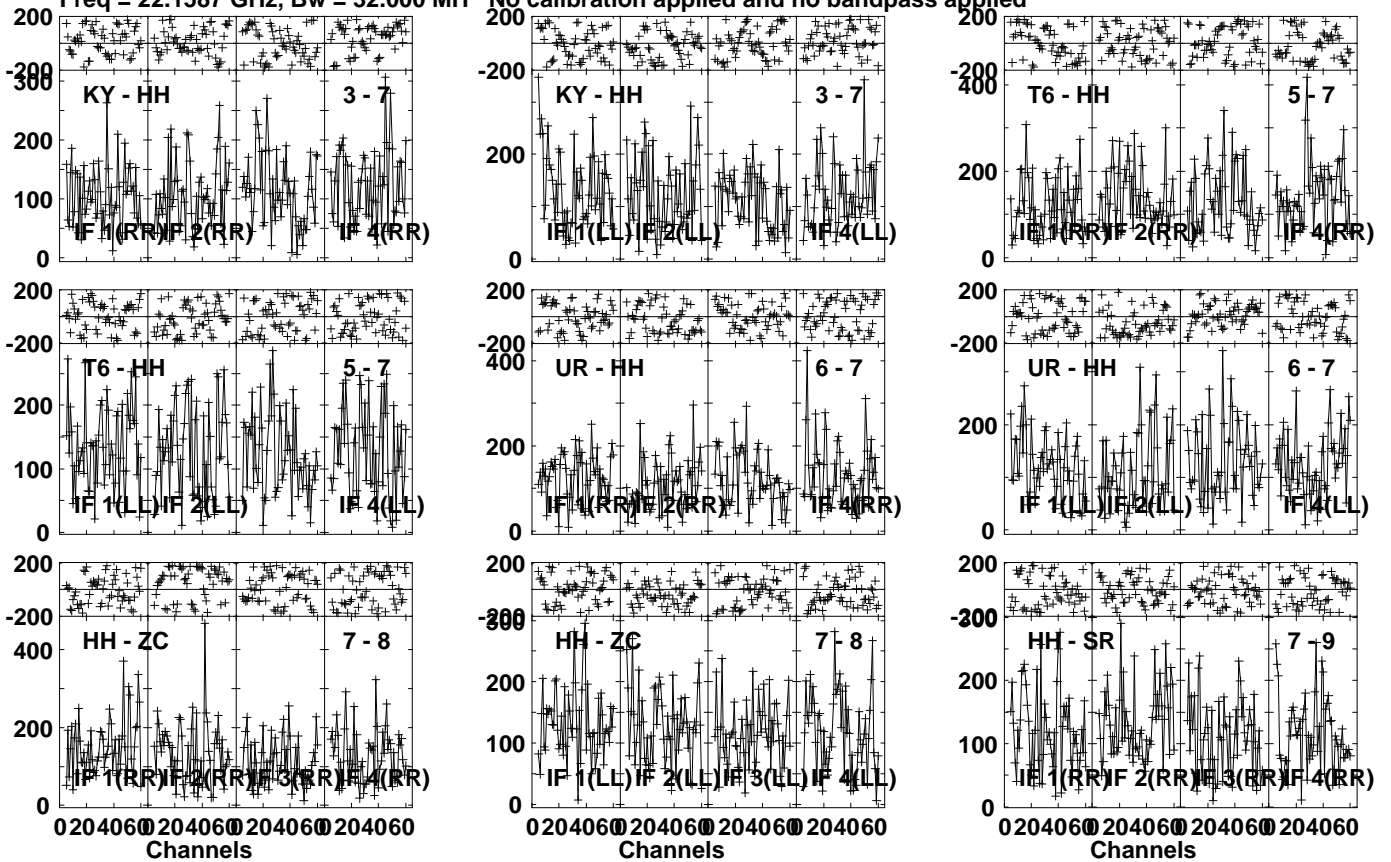 Freq = 22.1587 GHz, Bw = 32.000 MH No calibration applied and no bandpass applied
200
-200
300
200
100
0
KY - HH
3 - 7
IF 1(RR)
IF 2(RR)
IF 4(RR)
200
-200
200
0
KY - HH
3 - 7
IF 1(LL)
IF 2(LL)
IF 4(LL)
200
-200
400
200
0
T6 - HH
5 - 7
IF 1(RR)
IF 2(RR)
IF 4(RR)
200
-200
200
100
0
T6 - HH
5 - 7
IF 1(LL)
IF 2(LL)
IF 4(LL)
200
-200
400
200
0
UR - HH
6 - 7
IF 1(RR)
IF 2(RR)
IF 4(RR)
200
-200
200
0
UR - HH
6 - 7
IF 1(LL)
IF 2(LL)
IF 4(LL)
200
-200
400
200
0
HH - ZC
7 - 8
IF 1(RR)
IF 2(RR)
IF 3(RR)
IF 4(RR)
0 20 40 60 0 20 40 60 0 20 40 60 0 20 40 60
Channels
200
-200
300
200
100
0
HH - ZC
7 - 8
IF 1(LL)
IF 2(LL)
IF 3(LL)
IF 4(LL)
0 20 40 60 0 20 40 60 0 20 40 60 0 20 40 60
Channels
200
-200
300
200
100
0
HH - SR
7 - 9
IF 1(RR)
IF 2(RR)
IF 3(RR)
IF 4(RR)
0 20 40 60 0 20 40 60 0 20 40 60 0 20 40 60
Channels